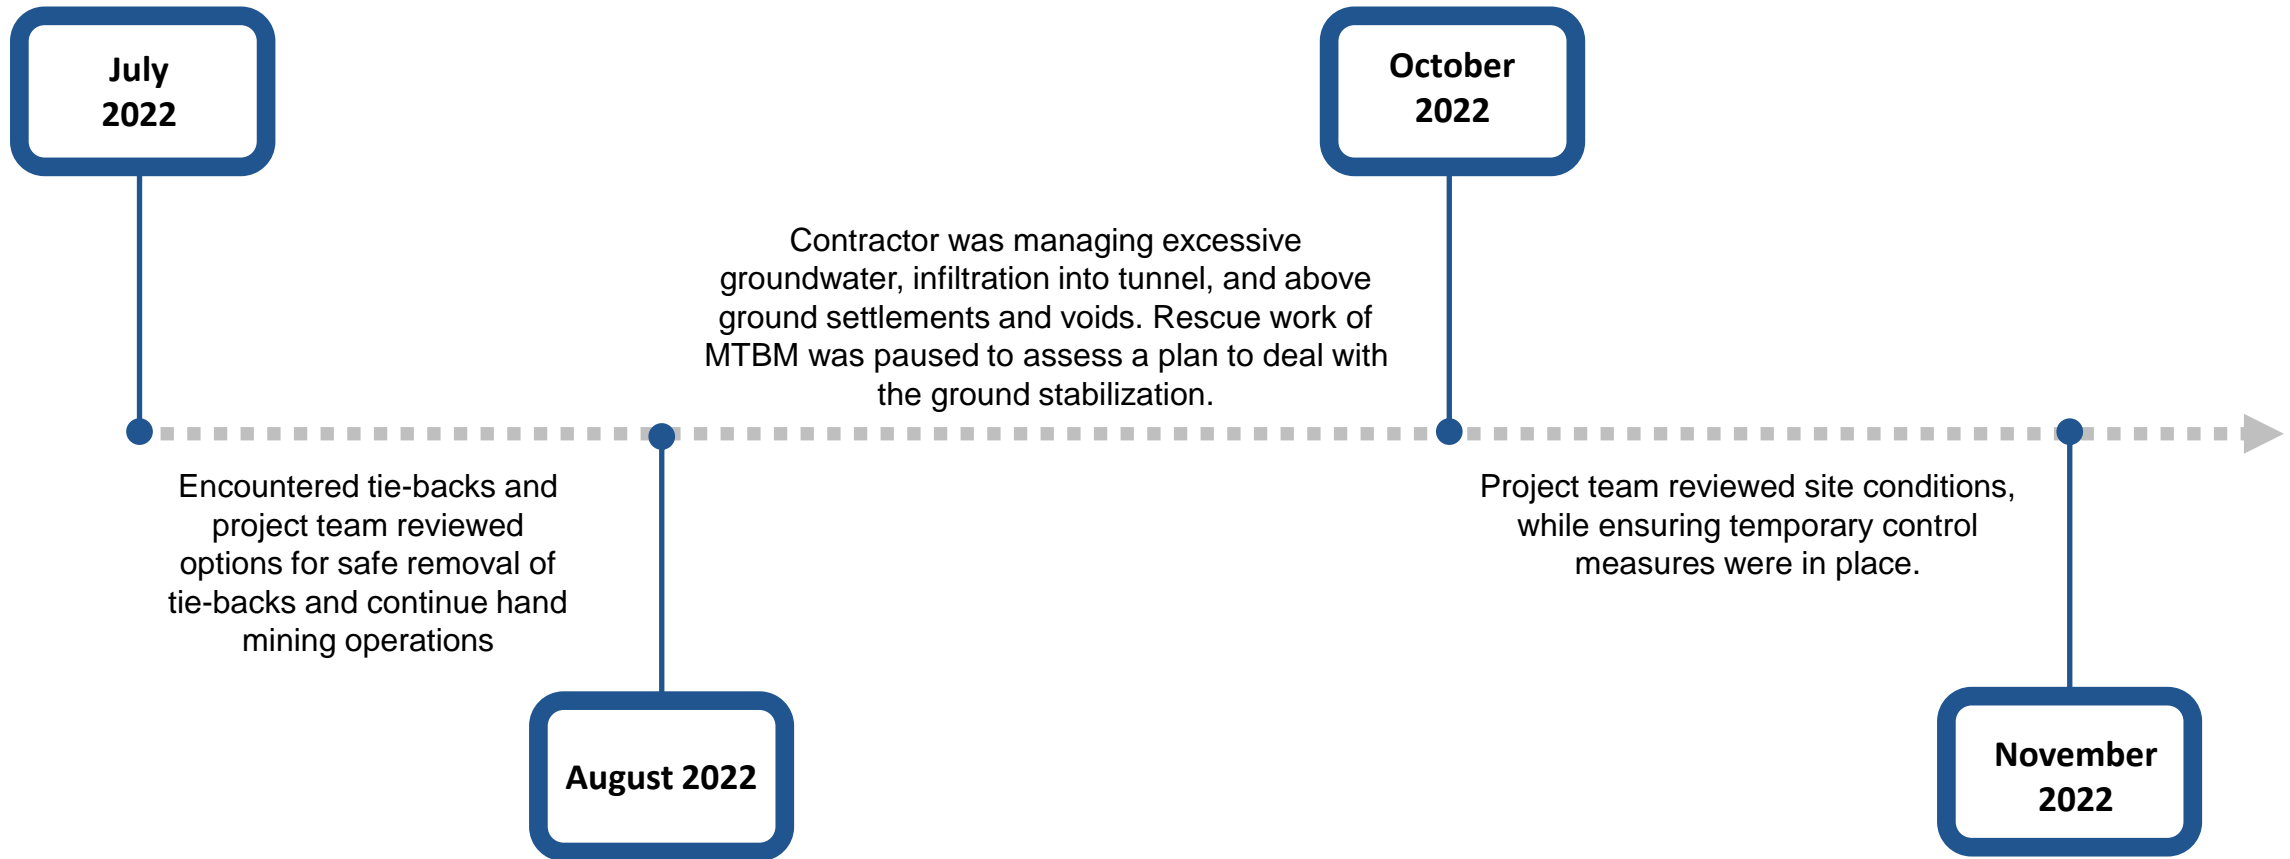 July
2022
October
2022
Contractor was managing excessive
groundwater, infiltration into tunnel, and above
ground settlements and voids. Rescue work of
MTBM was paused to assess a plan to deal with
the ground stabilization.
Encountered tie-backs and
project team reviewed
options for safe removal of
tie-backs and continue hand
mining operations
Project team reviewed site conditions,
while ensuring temporary control
measures were in place.
August 2022
November
2022